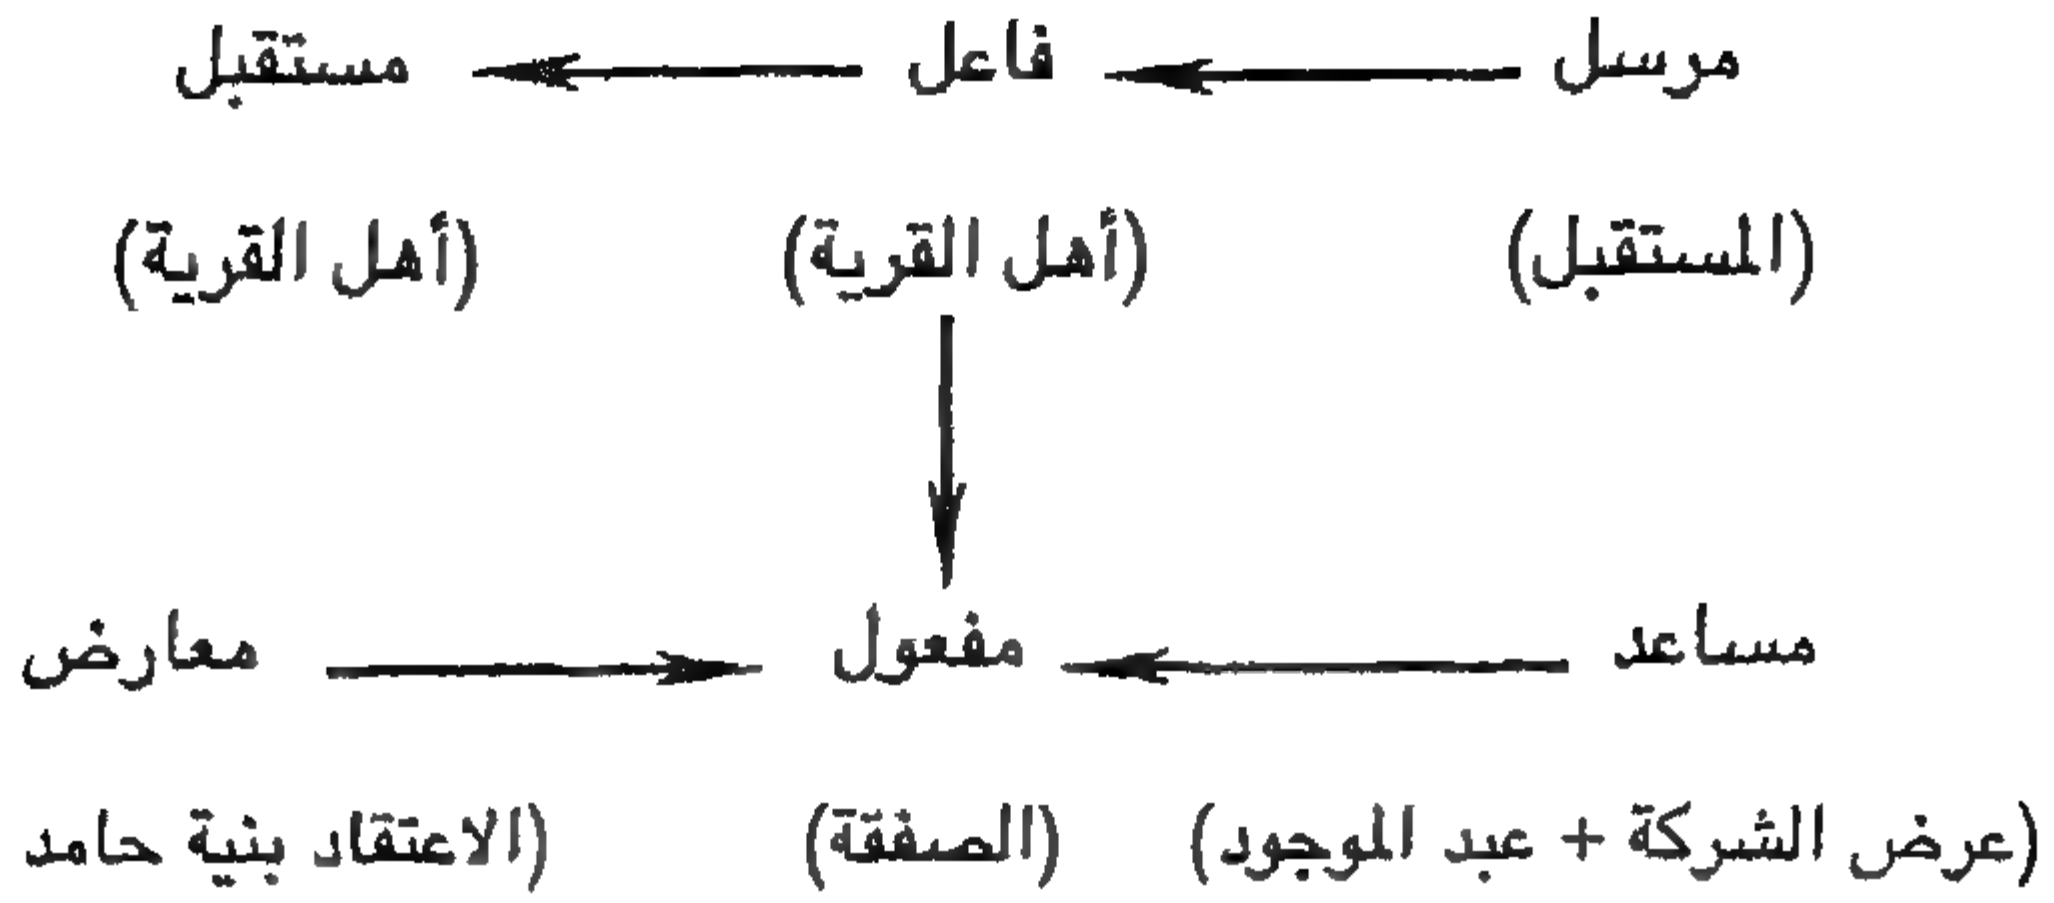 مرسل فاعل مستقبل
(المستقبل) (أهل القرية) (أهل القرية)
مساعد مفعول معارض
(عرض الشركة + عبد الموجود) (الصفقة) (الاعتقاد بنية حامد